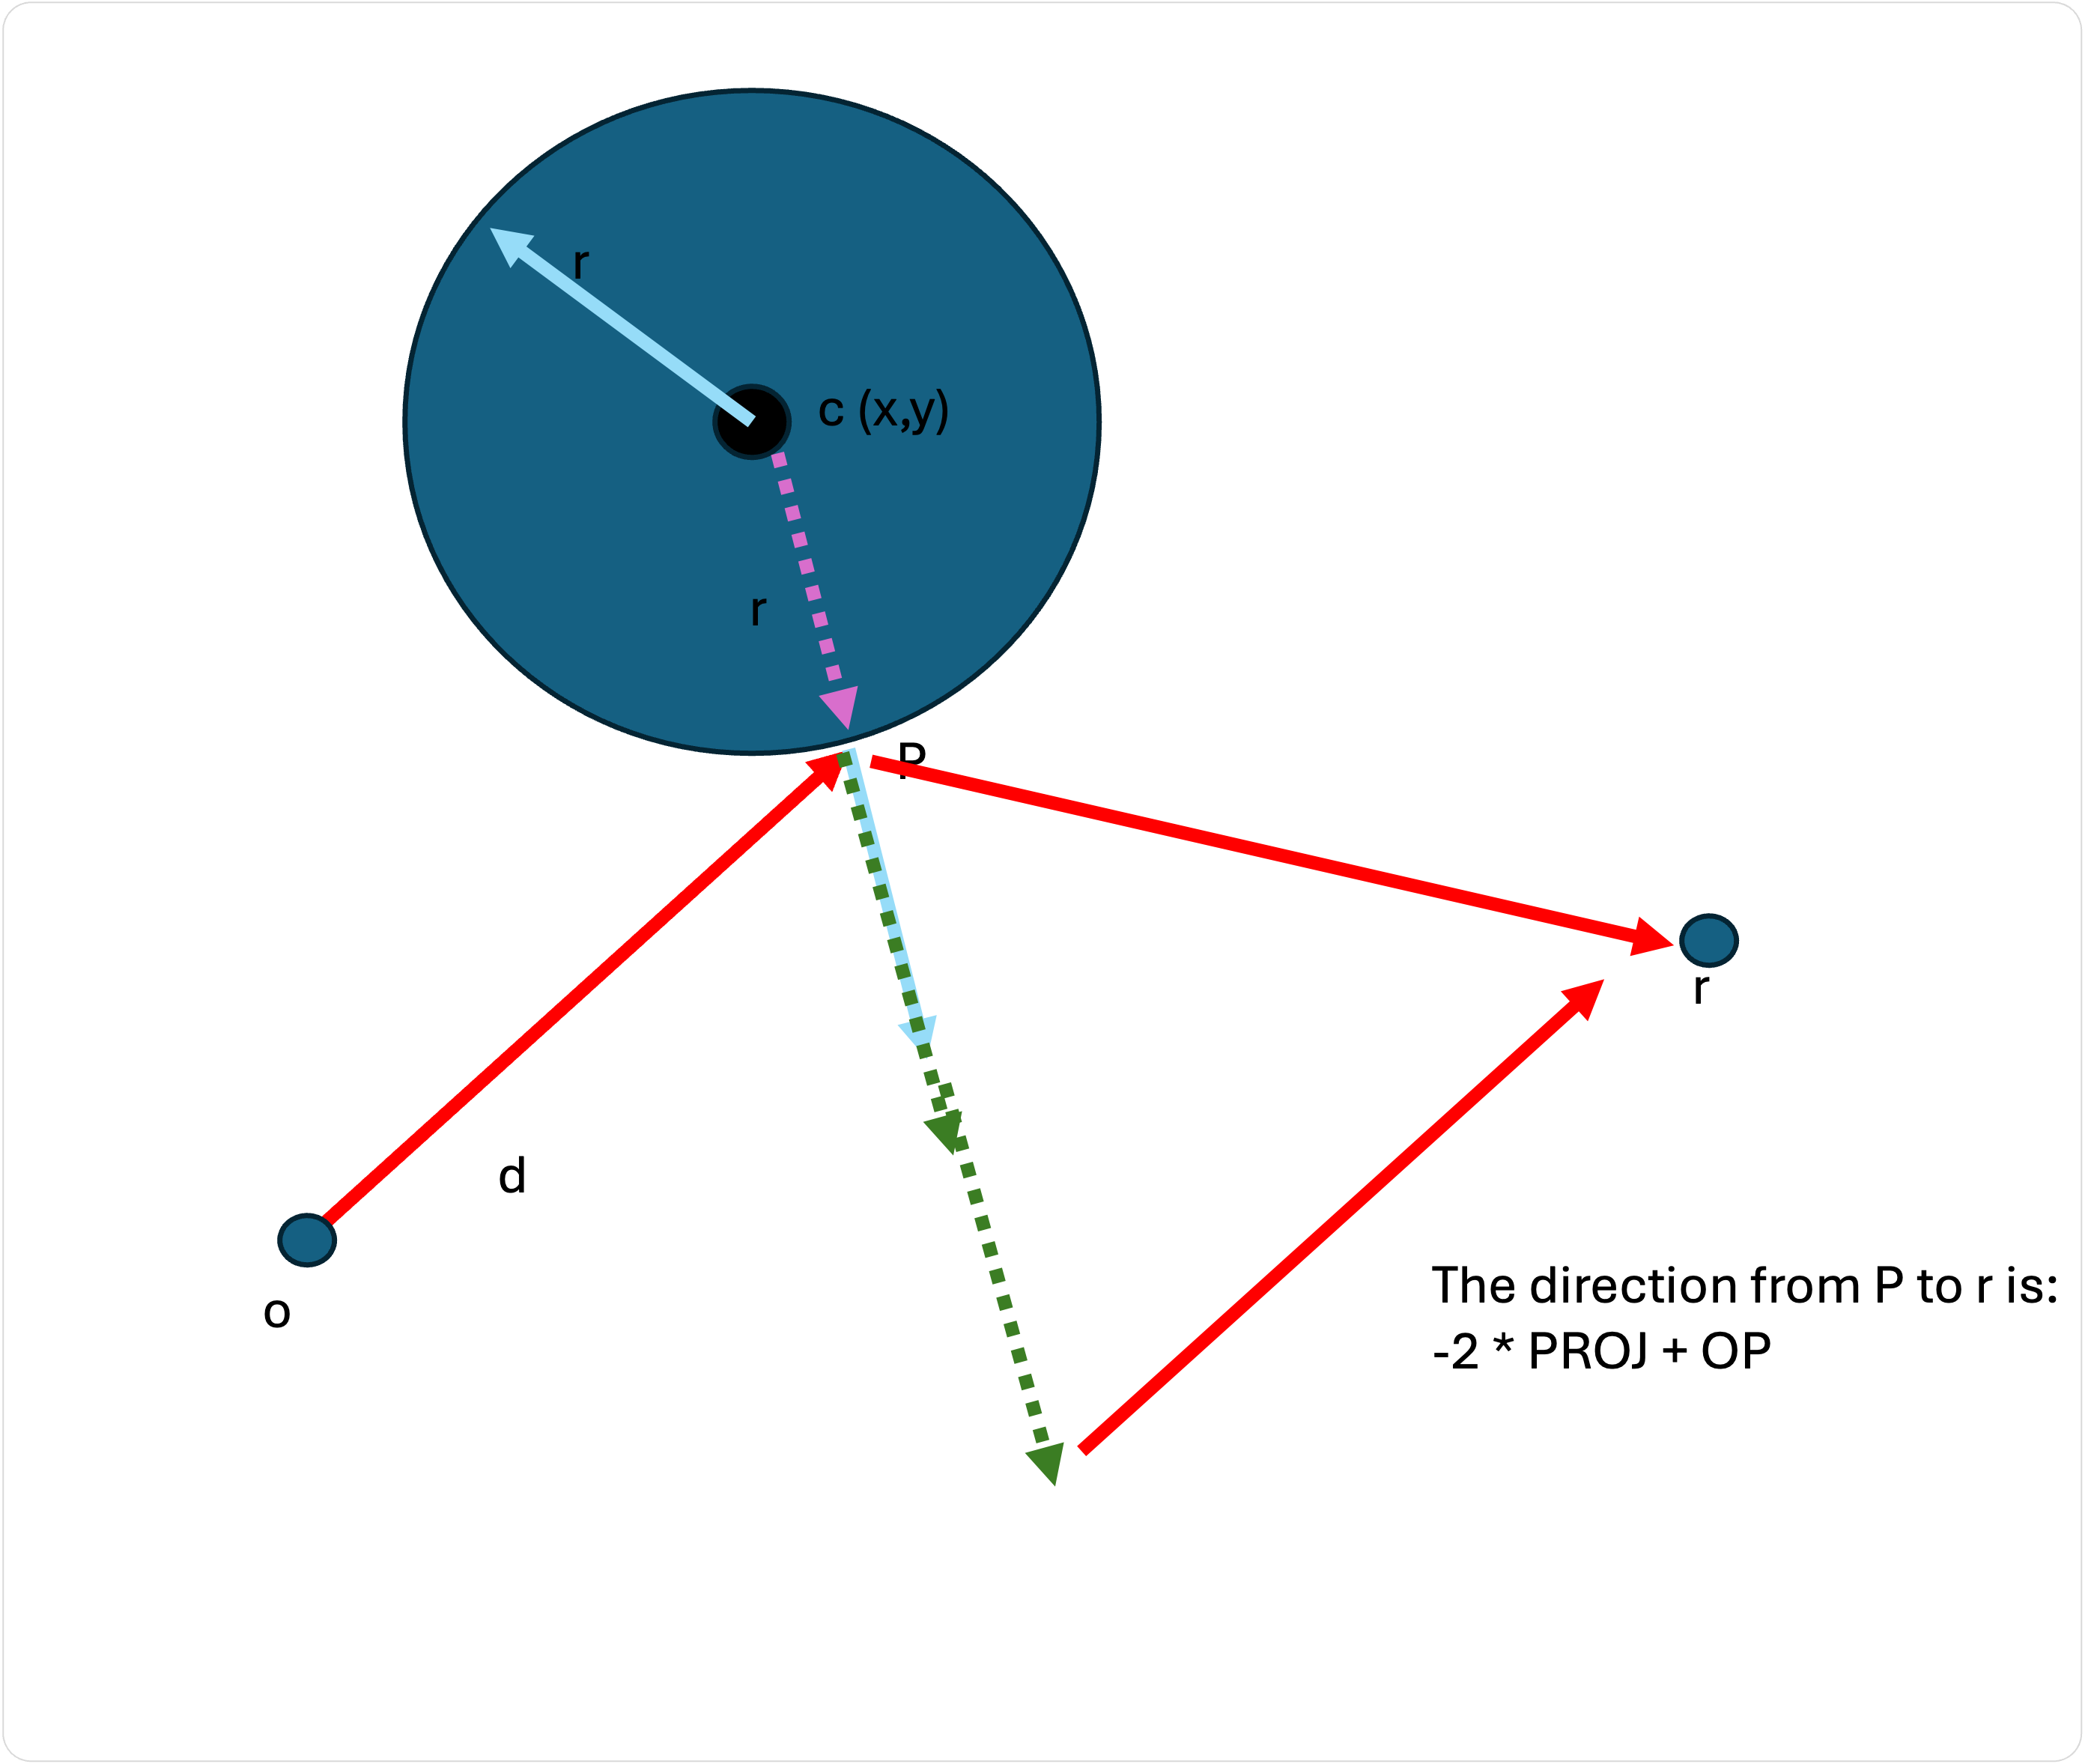 r
c (x,y)
r
P
r
d
o
The direction from P to r is:
-2 * PROJ + OP